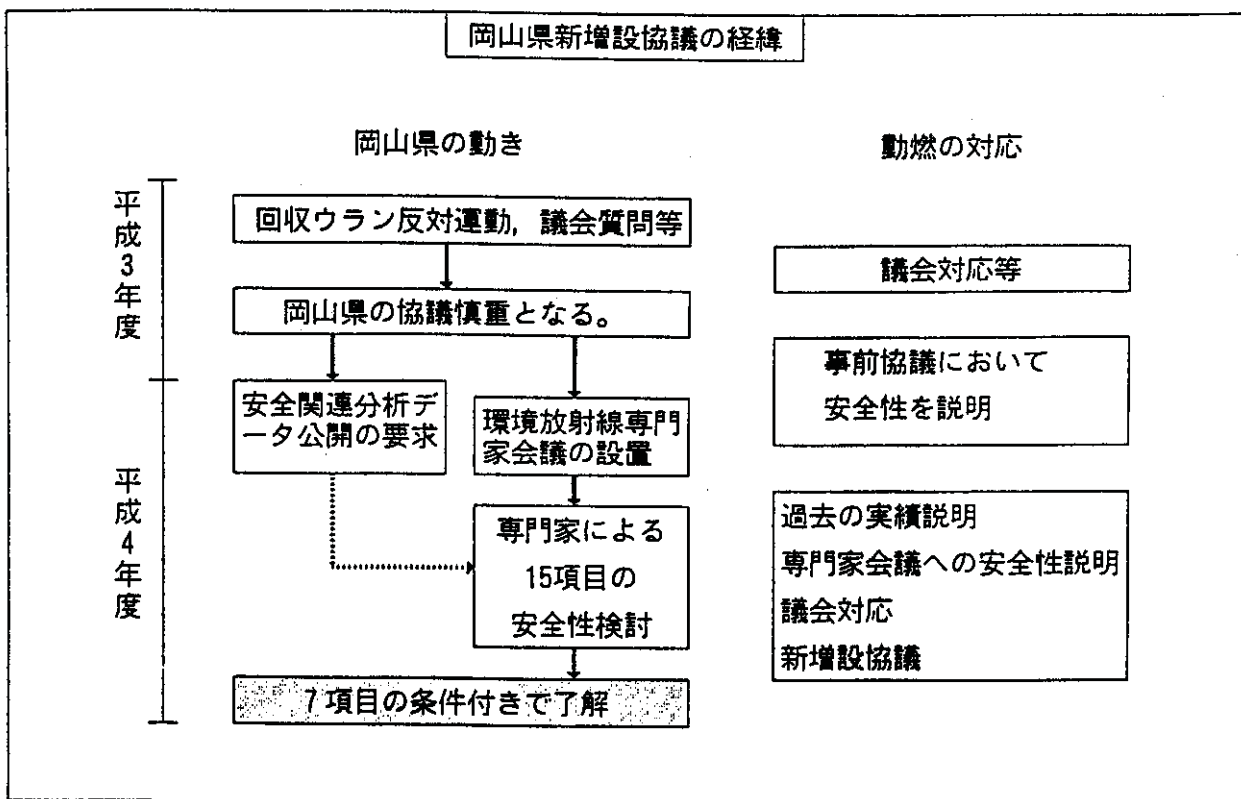 岡山県新増設協議の経緯
岡山県の動き
動燃の対応
平成3年度
回収ウラン反対運動，議会質問等
岡山県の協議慎重となる。
議会対応等
事前協議において
安全性を説明
平成4年度
安全関連分析デ
ータ公開の要求
環境放射線専門
家会議の設置
専門家による
15項目の
安全性検討
7項目の条件付きで了解
過去の実績説明
専門家会議への安全性説明
議会対応
新増設協議